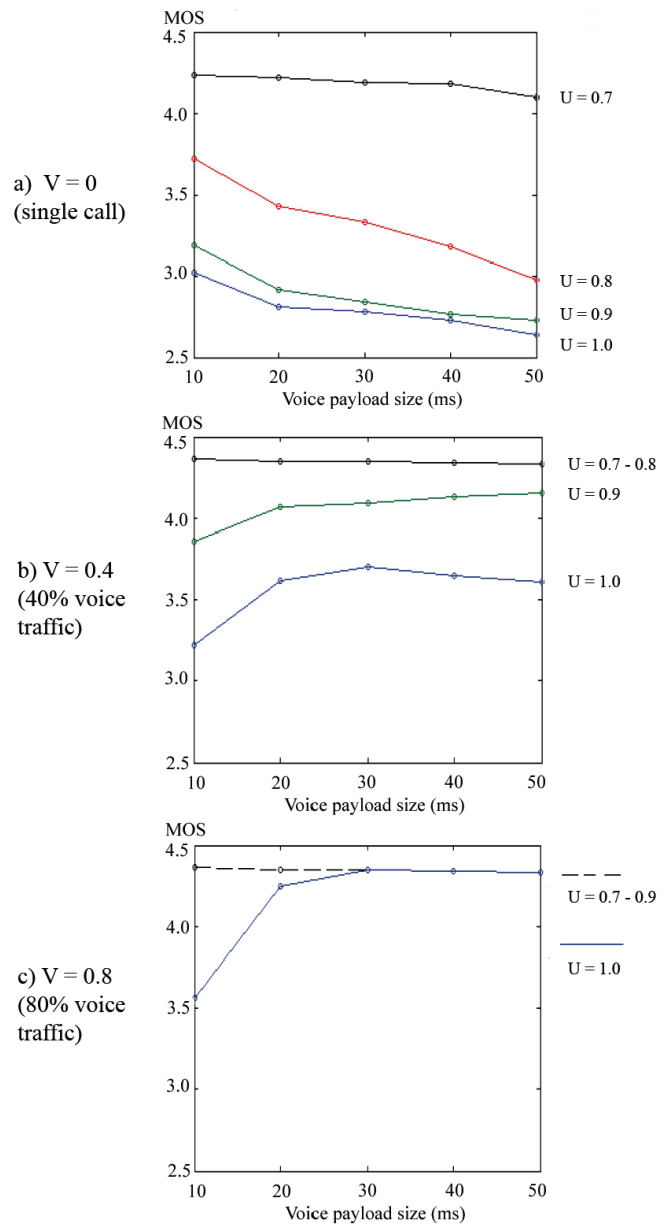 MOS
4.5
4.0
3.5
3.0
2.5
U = 0.7
U = 0.8
U = 0.9
U = 1.0
a) V = 0
(single call)
10 20 30 40 50
Voice payload size (ms)
MOS
4.5
4.0
3.5
3.0
2.5
U = 0.7 - 0.8
U = 0.9
U = 1.0
b) V = 0.4
(40% voice
traffic)
10 20 30 40 50
Voice payload size (ms)
MOS
4.5
4.0
3.5
3.0
2.5
U = 0.7 - 0.9
U = 1.0
c) V = 0.8
(80% voice
traffic)
10 20 30 40 50
Voice payload size (ms)